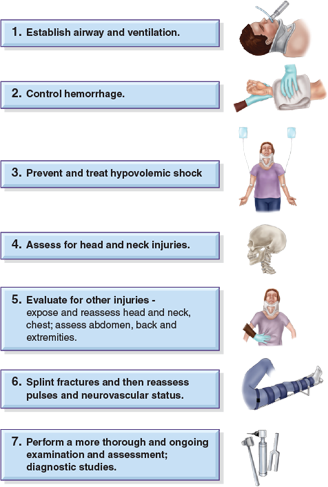 1. Establish airway and ventilation.
2. Control hemorrhage.
3. Prevent and treat hypovolemic shock
4. Assess for head and neck injuries.
5. Evaluate for other injuries -
expose and reassess head and neck,
chest; assess abdomen, back and
extremities.
6. Splint fractures and then reassess
pulses and neurovascular status.
7. Perform a more thorough and ongoing
examination and assessment;
diagnostic studies.